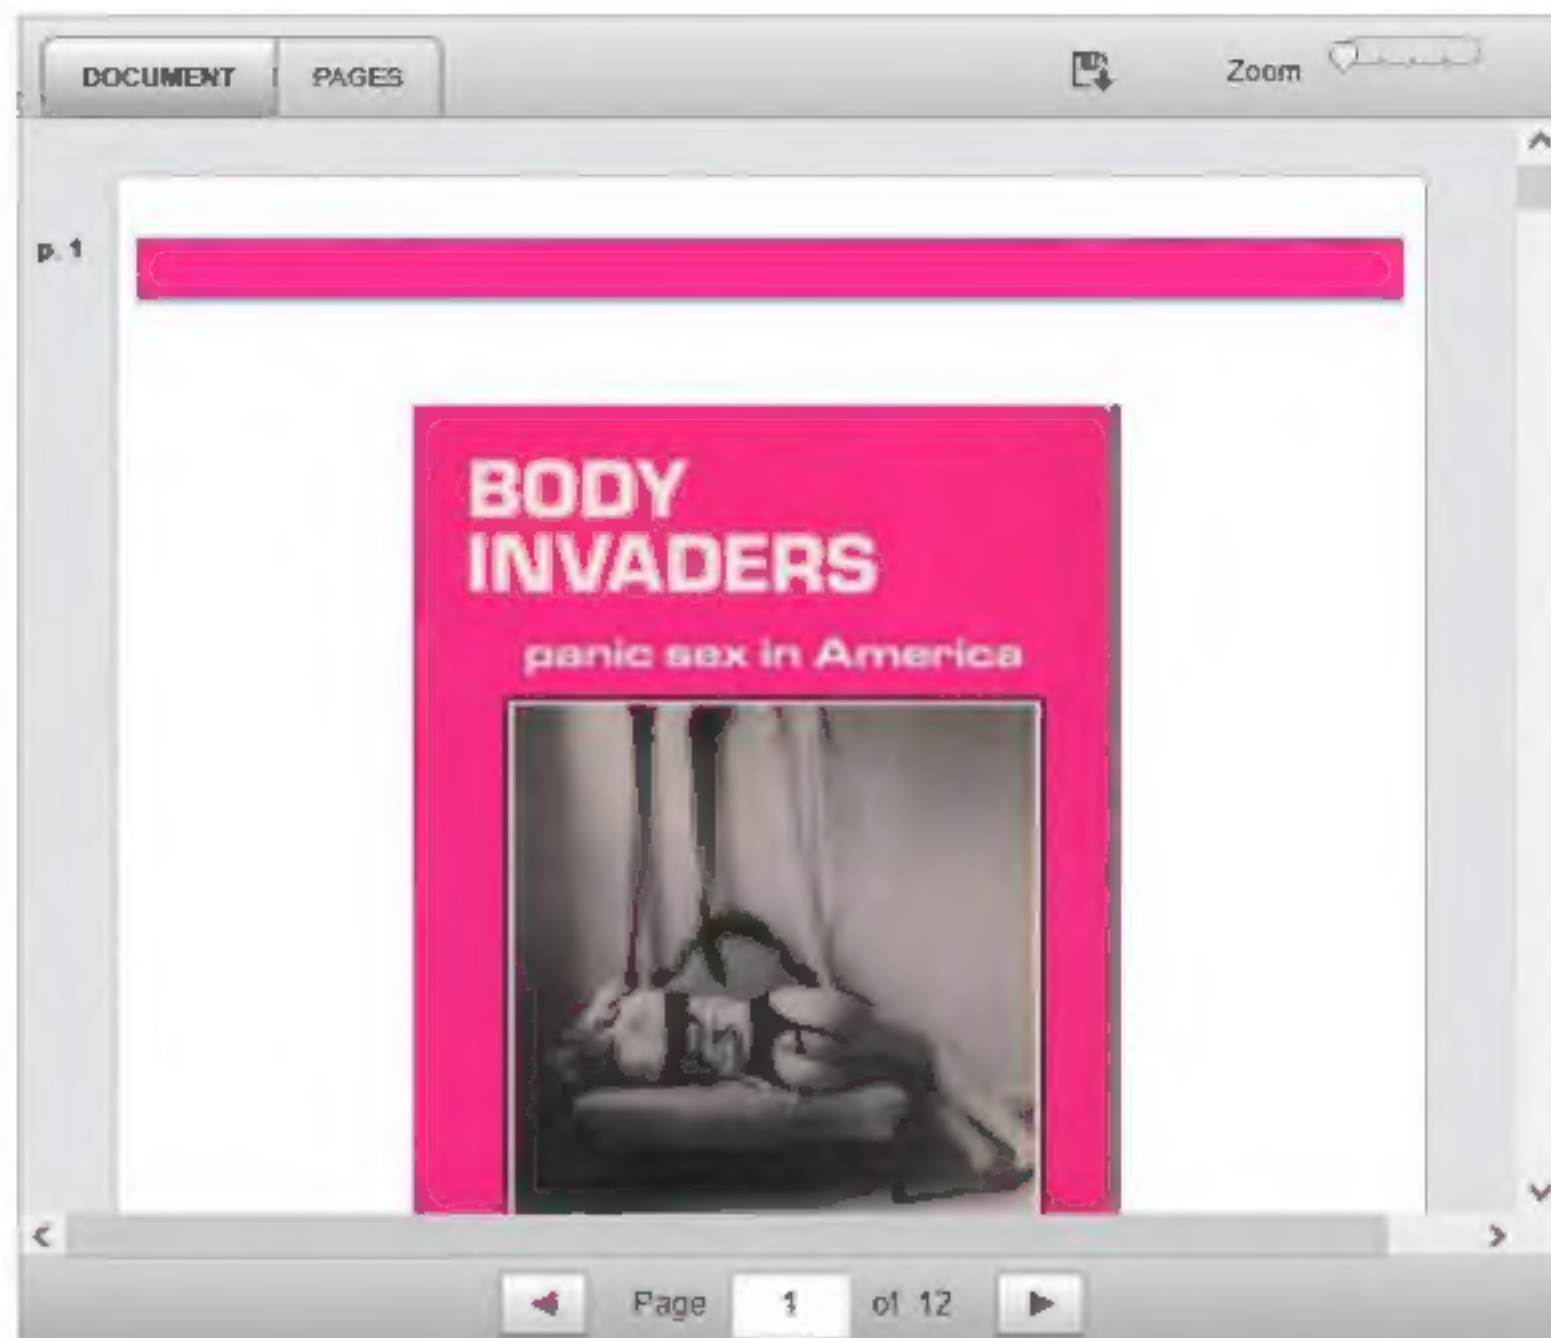 DOCUMENT PAGES Zoom
p. 1
BODY
INVADERS
panic sex in America
Page 1 of 12